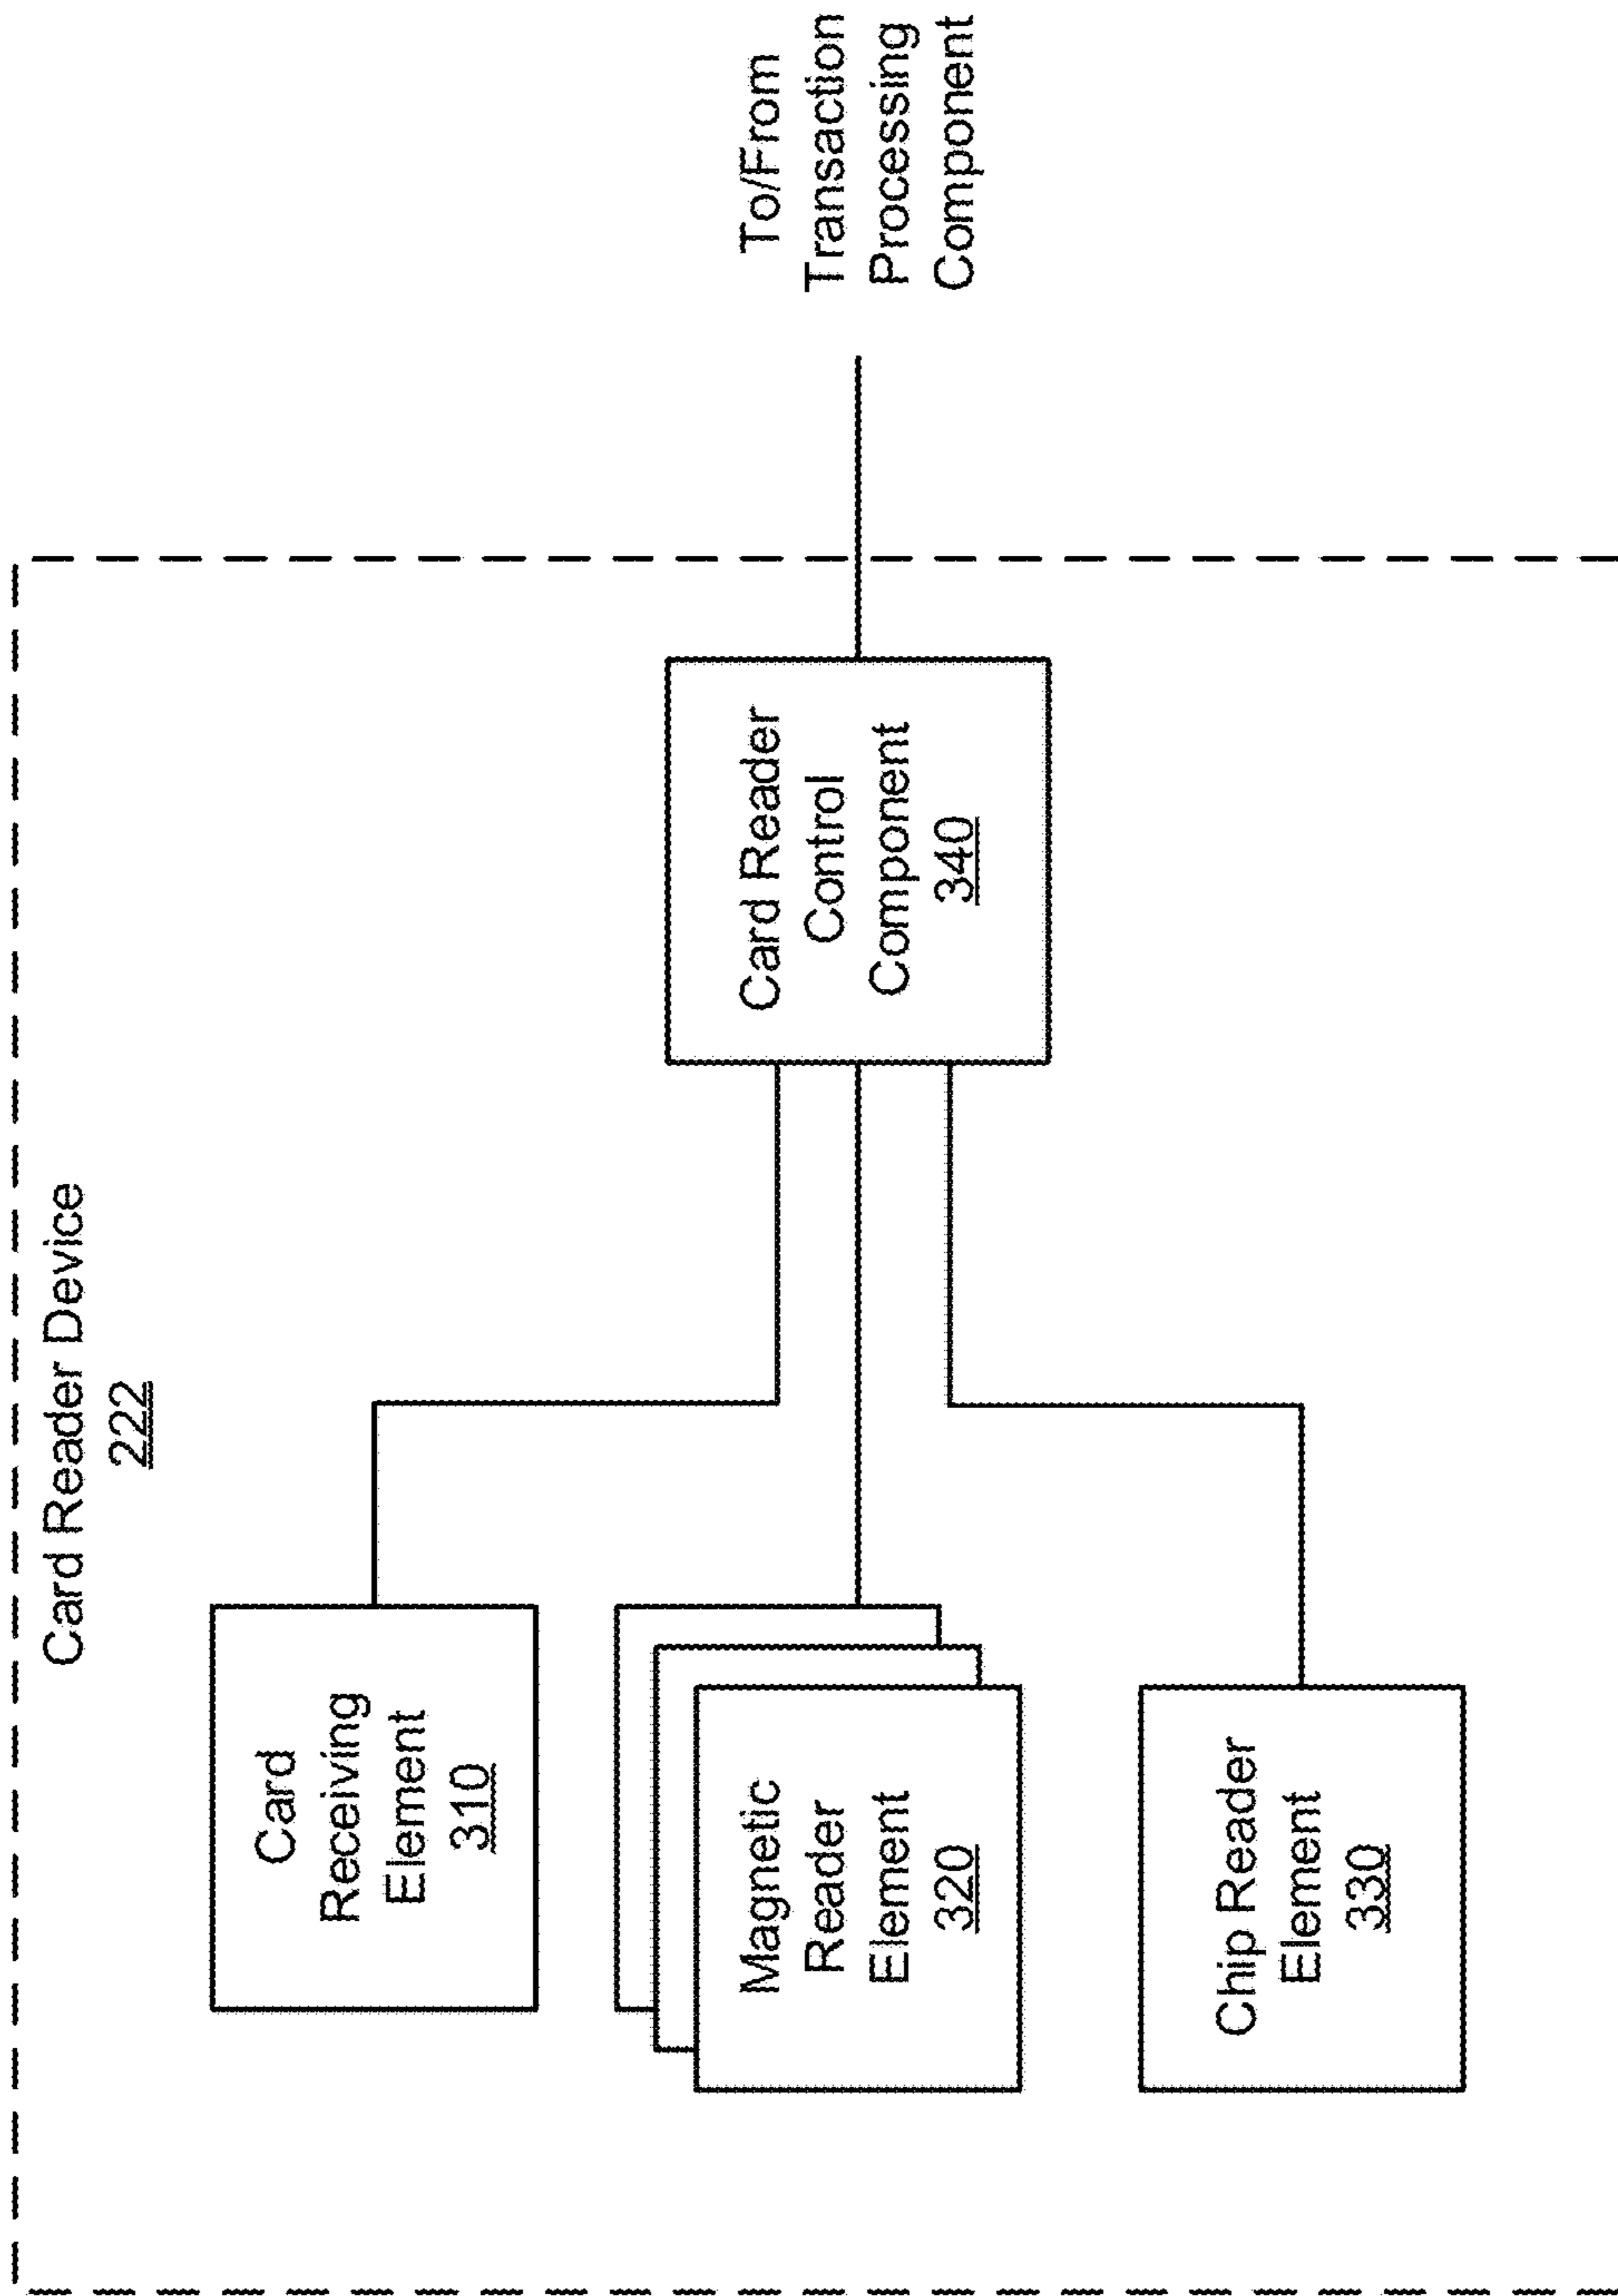 Card Reader Device
222
Card
Receiving
Element
310
Magnetic
Reader
Element
320
Chip Reader
Element
330
Card Reader
Control
Component
340
To/From
Transaction
Processing
Component